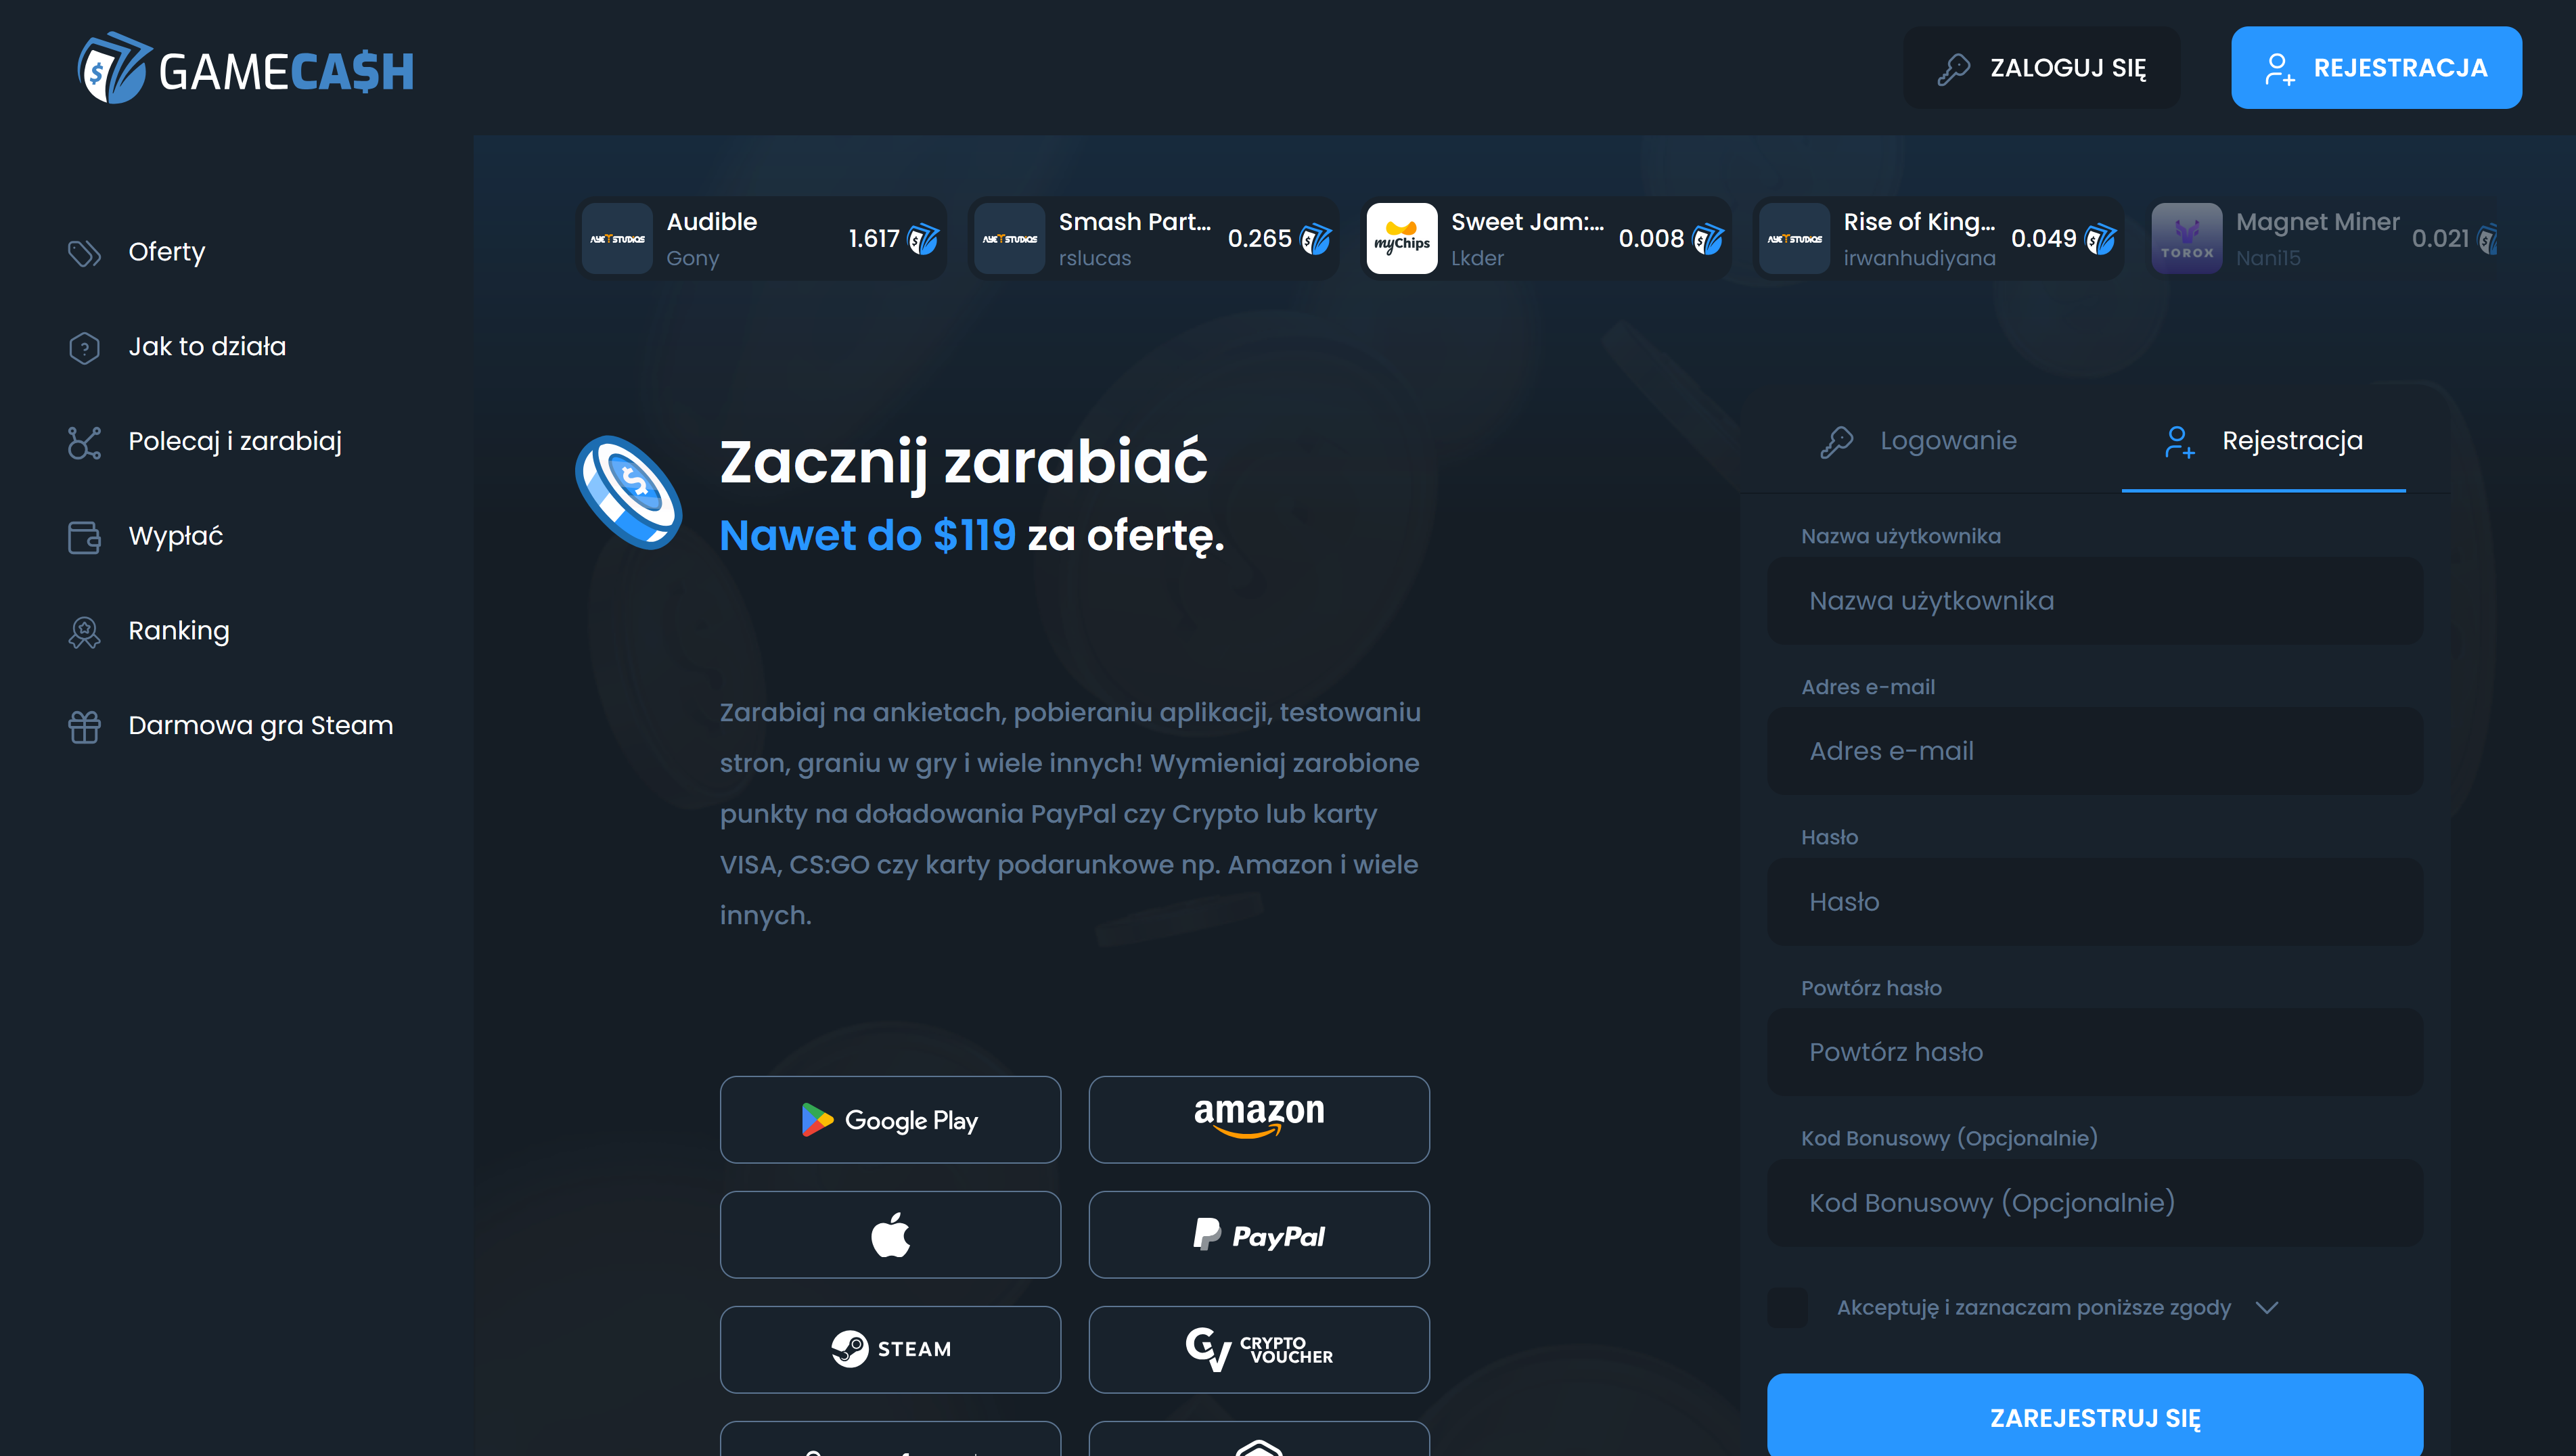 GAMECA$H
ZALOGUJ SIĘ
REJESTRACJA
Oferty
Jak to działa
Polecaj i zarabiaj
Wypłać
Ranking
Darmowa gra Steam
AYET STUDIOS
Audible
Gony
1.617
AYET STUDIOS
Smash Part...
rslucas
0.265
myChips
Sweet Jam:...
Lkder
0.008
AYET STUDIOS
Rise of King...
irwanhudiyana
0.049
TOROX
Magnet Miner
Nani15
0.021
Zacznij zarabiać
Nawet do $119 za ofertę.
Zarabiaj na ankietach, pobieraniu aplikacji, testowaniu
stron, graniu w gry i wiele innych! Wymieniaj zarobione
punkty na doładowania PayPal czy Crypto lub karty
VISA, CS:GO czy karty podarunkowe np. Amazon i wiele
innych.
Google Play
amazon
PayPal
STEAM
CRYPTO
VOUCHER
Logowanie
Rejestracja
Nazwa użytkownika
Nazwa użytkownika
Adres e-mail
Adres e-mail
Hasło
Hasło
Powtórz hasło
Powtórz hasło
Kod Bonusowy (Opcjonalnie)
Kod Bonusowy (Opcjonalnie)
Akceptuję i zaznaczam poniższe zgody
ZAREJESTRUJ SIĘ